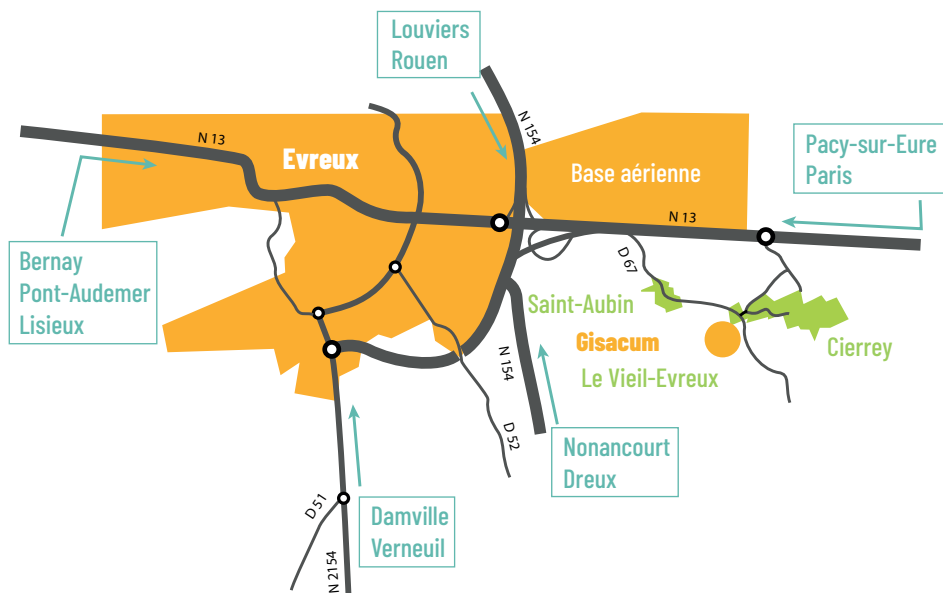 Louviers
Rouen
N 154
N 13
Evreux
Base aérienne
Pacy-sur-Eure
Paris
N 13
Bernay
Pont-Audemer
Lisieux
D 67
Saint-Aubin
Gisacum
Cierrey
Le Vieil-Evreux
N 154
D 52
Nonancourt
Dreux
D 51
Damville
Verneuil
N 2154